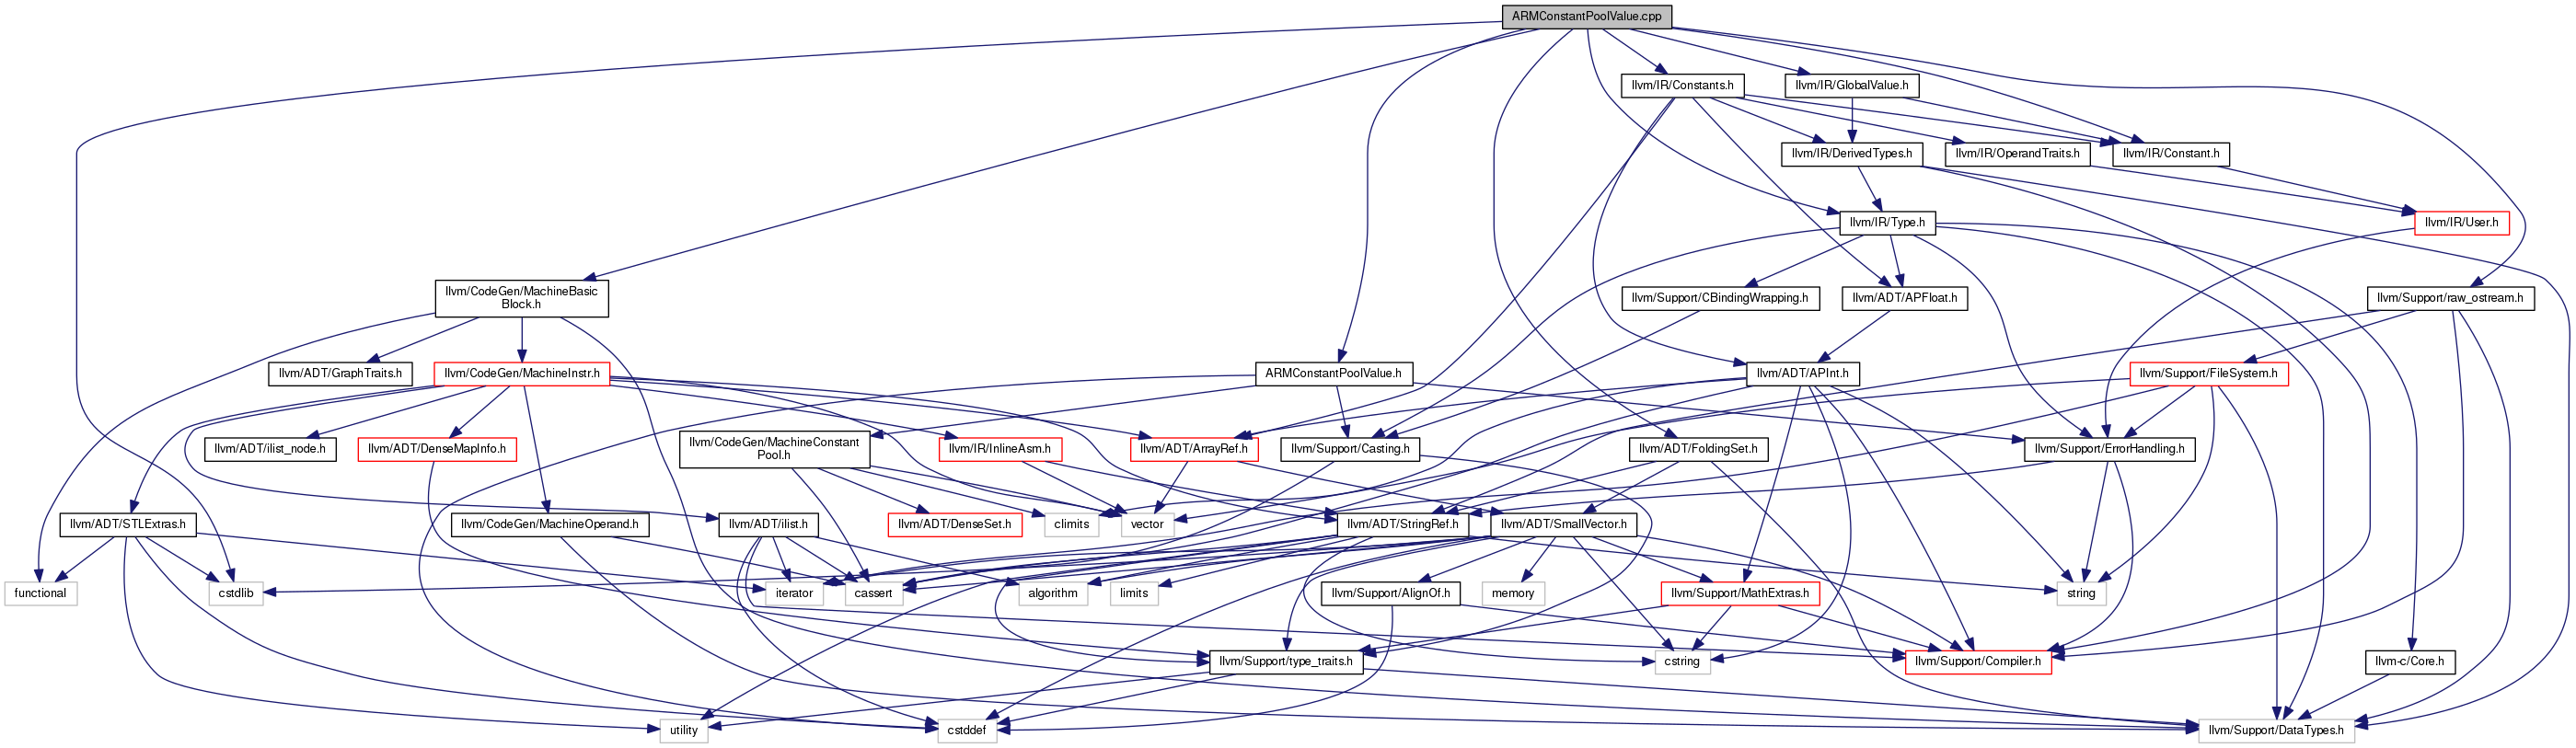 ARMConstantPoolValue.cpp
llvm/IR/Constants.h
llvm/IR/GlobalValue.h
llvm/IR/DerivedTypes.h
llvm/IR/OperandTraits.h
llvm/IR/Constant.h
llvm/IR/Type.h
llvm/IR/User.h
llvm/CodeGen/MachineBasic
Block.h
llvm/Support/CBindingWrapping.h
llvm/ADT/APFloat.h
llvm/Support/raw_ostream.h
llvm/ADT/GraphTraits.h
llvm/CodeGen/MachineInstr.h
ARMConstantPoolValue.h
llvm/ADT/APInt.h
llvm/Support/FileSystem.h
llvm/ADT/ilist_node.h
llvm/ADT/DenseMapInfo.h
llvm/CodeGen/MachineConstant
Pool.h
llvm/IR/InlineAsm.h
llvm/ADT/ArrayRef.h
llvm/Support/Casting.h
llvm/ADT/FoldingSet.h
llvm/Support/ErrorHandling.h
llvm/ADT/STLExtras.h
llvm/CodeGen/MachineOperand.h
llvm/ADT/ilist.h
llvm/ADT/DenseSet.h
climits
vector
llvm/ADT/StringRef.h
llvm/ADT/SmallVector.h
functional
cstdlib
iterator
cassert
algorithm
limits
memory
llvm/Support/AlignOf.h
llvm/Support/MathExtras.h
string
llvm/Support/type_traits.h
cstring
llvm/Support/Compiler.h
llvm-c/Core.h
utility
cstddef
llvm/Support/DataTypes.h